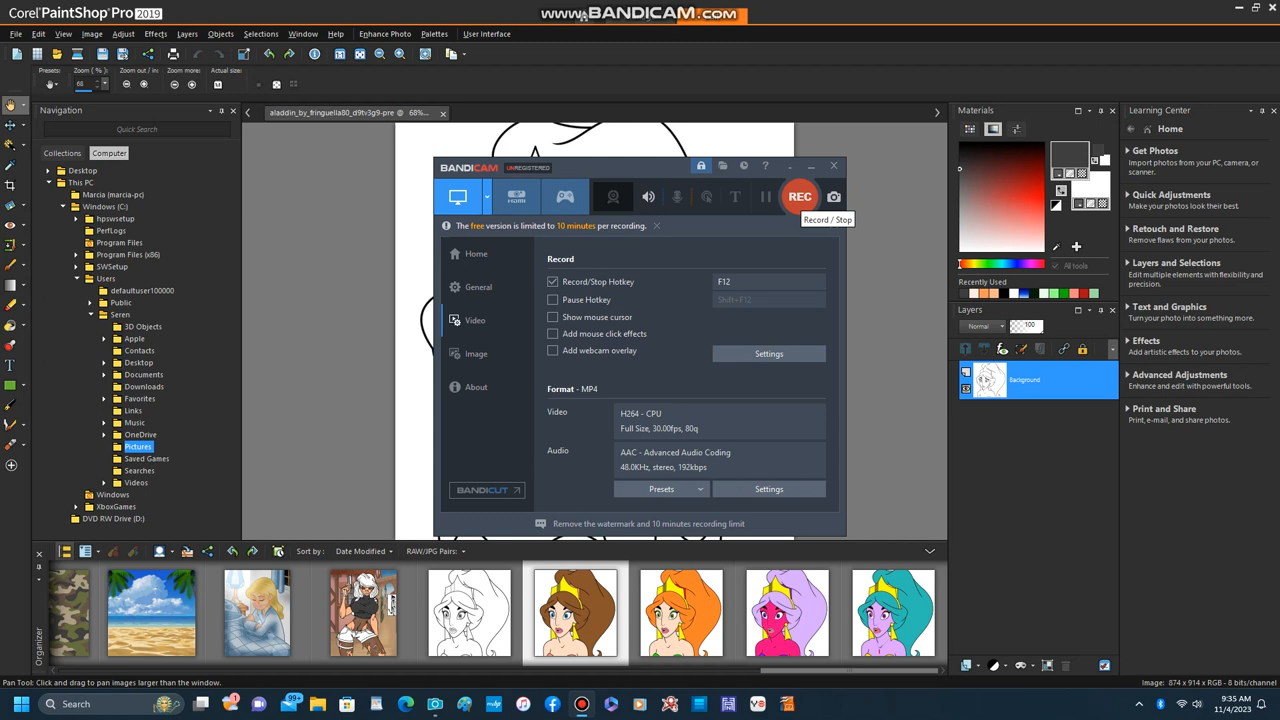 Corel® PaintShop® Pro 2019
www.BANDICAM.com
File Edit View Image Adjust Effects Layers Objects Selections Window Help Enhance Photo Palettes User Interface
Presets: Zoom ( % ): Zoom out / in: Zoom more: Actual size:
68
Navigation
Quick Search
Collections Computer
Desktop
This PC
Marcia (marcia-pc)
Windows (C:)
hpswsetup
PerfLogs
Program Files
Program Files (x86)
SWSetup
Users
defaultuser100000
Public
Seren
3D Objects
Apple
Contacts
Desktop
Documents
Downloads
Favorites
Links
Music
OneDrive
Pictures
Saved Games
Searches
Videos
Windows
XboxGames
DVD RW Drive (D:)
aladdin_by_fringuella80_d9tv3g9-pre @ 68%...
BANDICAM UNREGISTERED
HDMI
REC
Record / Stop
The free version is limited to 10 minutes per recording.
Home
General
Video
Image
About
BANDICUT
Record
Record/Stop Hotkey F12
Pause Hotkey Shift+F12
Show mouse cursor
Add mouse click effects
Add webcam overlay Settings
Format - MP4
Video H264 - CPU
Full Size, 30.00fps, 80q
Audio AAC - Advanced Audio Coding
48.0KHz, stereo, 192kbps
Presets Settings
Remove the watermark and 10 minutes recording limit
Materials
All tools
Recently Used
Layers
Normal 100
Background
Learning Center
Home
Get Photos
Import photos from your PC, camera, or scanner.
Quick Adjustments
Make your photos look their best.
Retouch and Restore
Remove flaws from your photos.
Layers and Selections
Edit multiple elements with flexibility and precision.
Text and Graphics
Turn your photo into something more.
Effects
Add artistic effects to your photo.
Advanced Adjustments
Enhance and edit with powerful tools.
Print and Share
Print, e-mail, and share photo.
Sort by: Date Modified RAW/JPG Pairs:
Organizer
Pan Tool: Click and drag to pan images larger than the window.
Image: 874 x 914 x RGB - 8 bits/channel
Search
1
99+
9:35 AM
11/4/2023